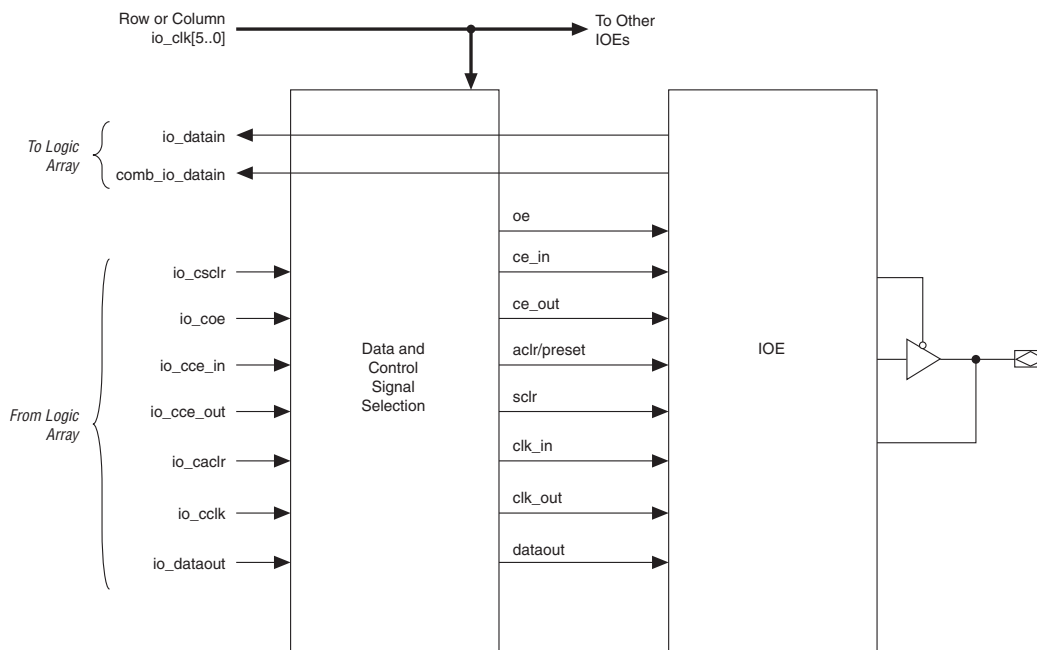 Row or Column
io_clk[5..0]
To Other
IOEs
To Logic
Array
io_datain
comb_io_datain
oe
ce_in
ce_out
aclr/preset
sclr
clk_in
clk_out
dataout
From Logic
Array
io_csclr
io_coe
io_cce_in
io_cce_out
io_caclr
io_cclk
io_dataout
Data and
Control
Signal
Selection
IOE